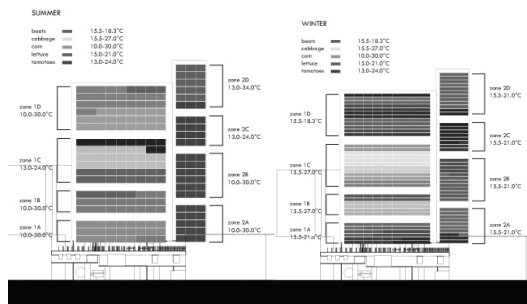 SUMMER
beets 15.5-18.3°C
cabbage 15.5-27.0°C
corn 10.0-30.0°C
lettuce 15.0-21.0°C
tomatoes 13.0-24.0°C
zone 2D
13.0-34.0°C
zone 1D
10.0-30.0°C
zone 2C
13.0-24.0°C
zone 1C
13.0-24.0°C
zone 2B
10.0-30.0°C
zone 1B
10.0-30.0°C
zone 2A
10.0-30.0°C
zone 1A
10.0-30.0°C
WINTER
beets 15.5-18.3°C
cabbage 15.5-27.0°C
corn 10.0-30.0°C
lettuce 15.0-21.0°C
tomatoes 13.0-24.0°C
zone 2D
15.5-21.0°C
zone 1D
15.5-18.3°C
zone 2C
15.5-21.0°C
zone 1C
15.5-27.0°C
zone 2B
15.5-21.0°C
zone 1B
15.5-27.0°C
zone 2A
15.5-21.0°C
zone 1A
15.5-21.0°C